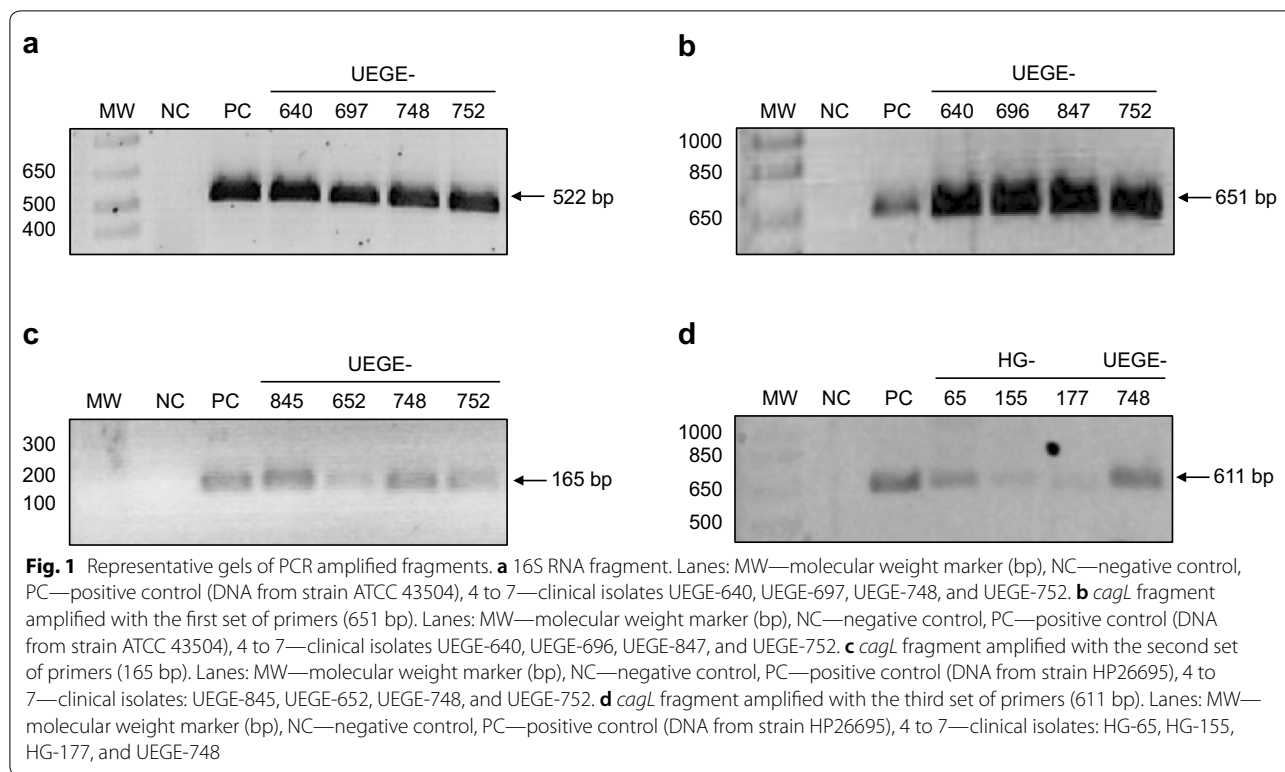 a
UEGE-
MW NC PC 640 697 748 752
650
500
400
522 bp
b
UEGE-
MW NC PC 640 696 847 752
1000
850
650
651 bp
c
UEGE-
MW NC PC 845 652 748 752
300
200
100
165 bp
d
HG- UEGE-
MW NC PC 65 155 177 748
1000
850
650
500
611 bp
Fig. 1 Representative gels of PCR amplified fragments. a 16S RNA fragment. Lanes: MW—molecular weight marker (bp), NC—negative control,
PC—positive control (DNA from strain ATCC 43504), 4 to 7—clinical isolates UEGE-640, UEGE-697, UEGE-748, and UEGE-752. b cagL fragment
amplified with the first set of primers (651 bp). Lanes: MW—molecular weight marker (bp), NC—negative control, PC—positive control (DNA
from strain ATCC 43504), 4 to 7—clinical isolates UEGE-640, UEGE-696, UEGE-847, and UEGE-752. c cagL fragment amplified with the second set
of primers (165 bp). Lanes: MW—molecular weight marker (bp), NC—negative control, PC—positive control (DNA from strain HP26695), 4 to
7—clinical isolates: UEGE-845, UEGE-652, UEGE-748, and UEGE-752. d cagL fragment amplified with the third set of primers (611 bp). Lanes: MW—
molecular weight marker (bp), NC—negative control, PC—positive control (DNA from strain HP26695), 4 to 7—clinical isolates: HG-65, HG-155,
HG-177, and UEGE-748